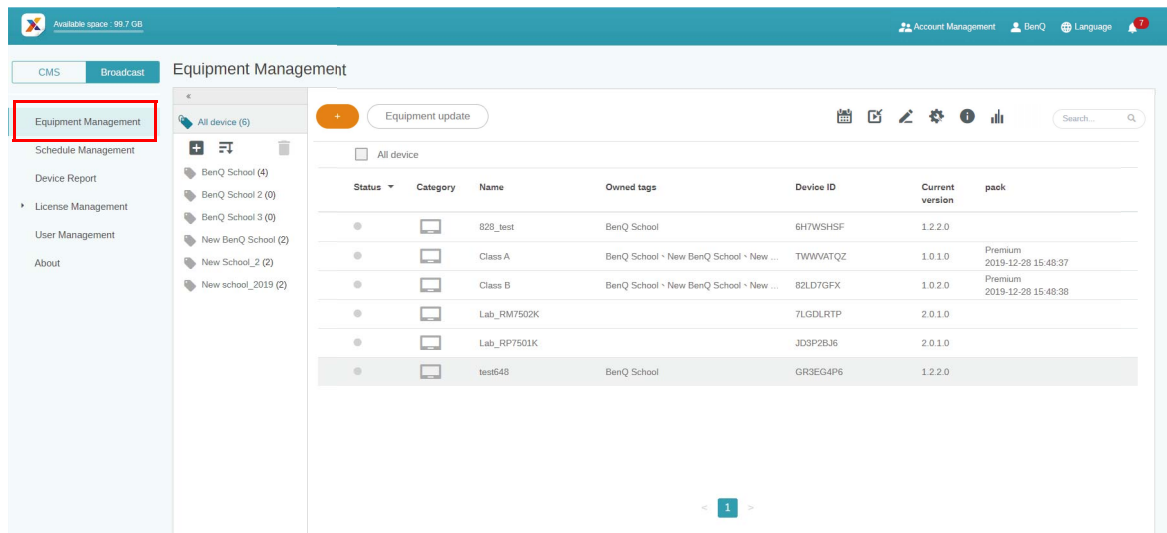 Available space : 99.7 GB
Account Management
BenQ
Language
7
CMS
Broadcast
Equipment Management
Equipment Management
Schedule Management
Device Report
License Management
User Management
About
«
All device (6)
BenQ School (4)
BenQ School 2 (0)
BenQ School 3 (0)
New BenQ School (2)
New School_2 (2)
New school_2019 (2)
+
Equipment update
Search...
All device
Status Category Name Owned tags Device ID Current version pack
828_test BenQ School 6H7WSHSF 1.2.2.0
Class A BenQ School、New BenQ School、New ... TWWVATQZ 1.0.1.0 Premium 2019-12-28 15:48:37
Class B BenQ School、New BenQ School、New ... 82LD7GFX 1.0.2.0 Premium 2019-12-28 15:48:38
Lab_RM7502K 7LGDLRTP 2.0.1.0
Lab_RP7501K JD3P2BJ6 2.0.1.0
test648 BenQ School GR3EG4P6 1.2.2.0
< 1 >